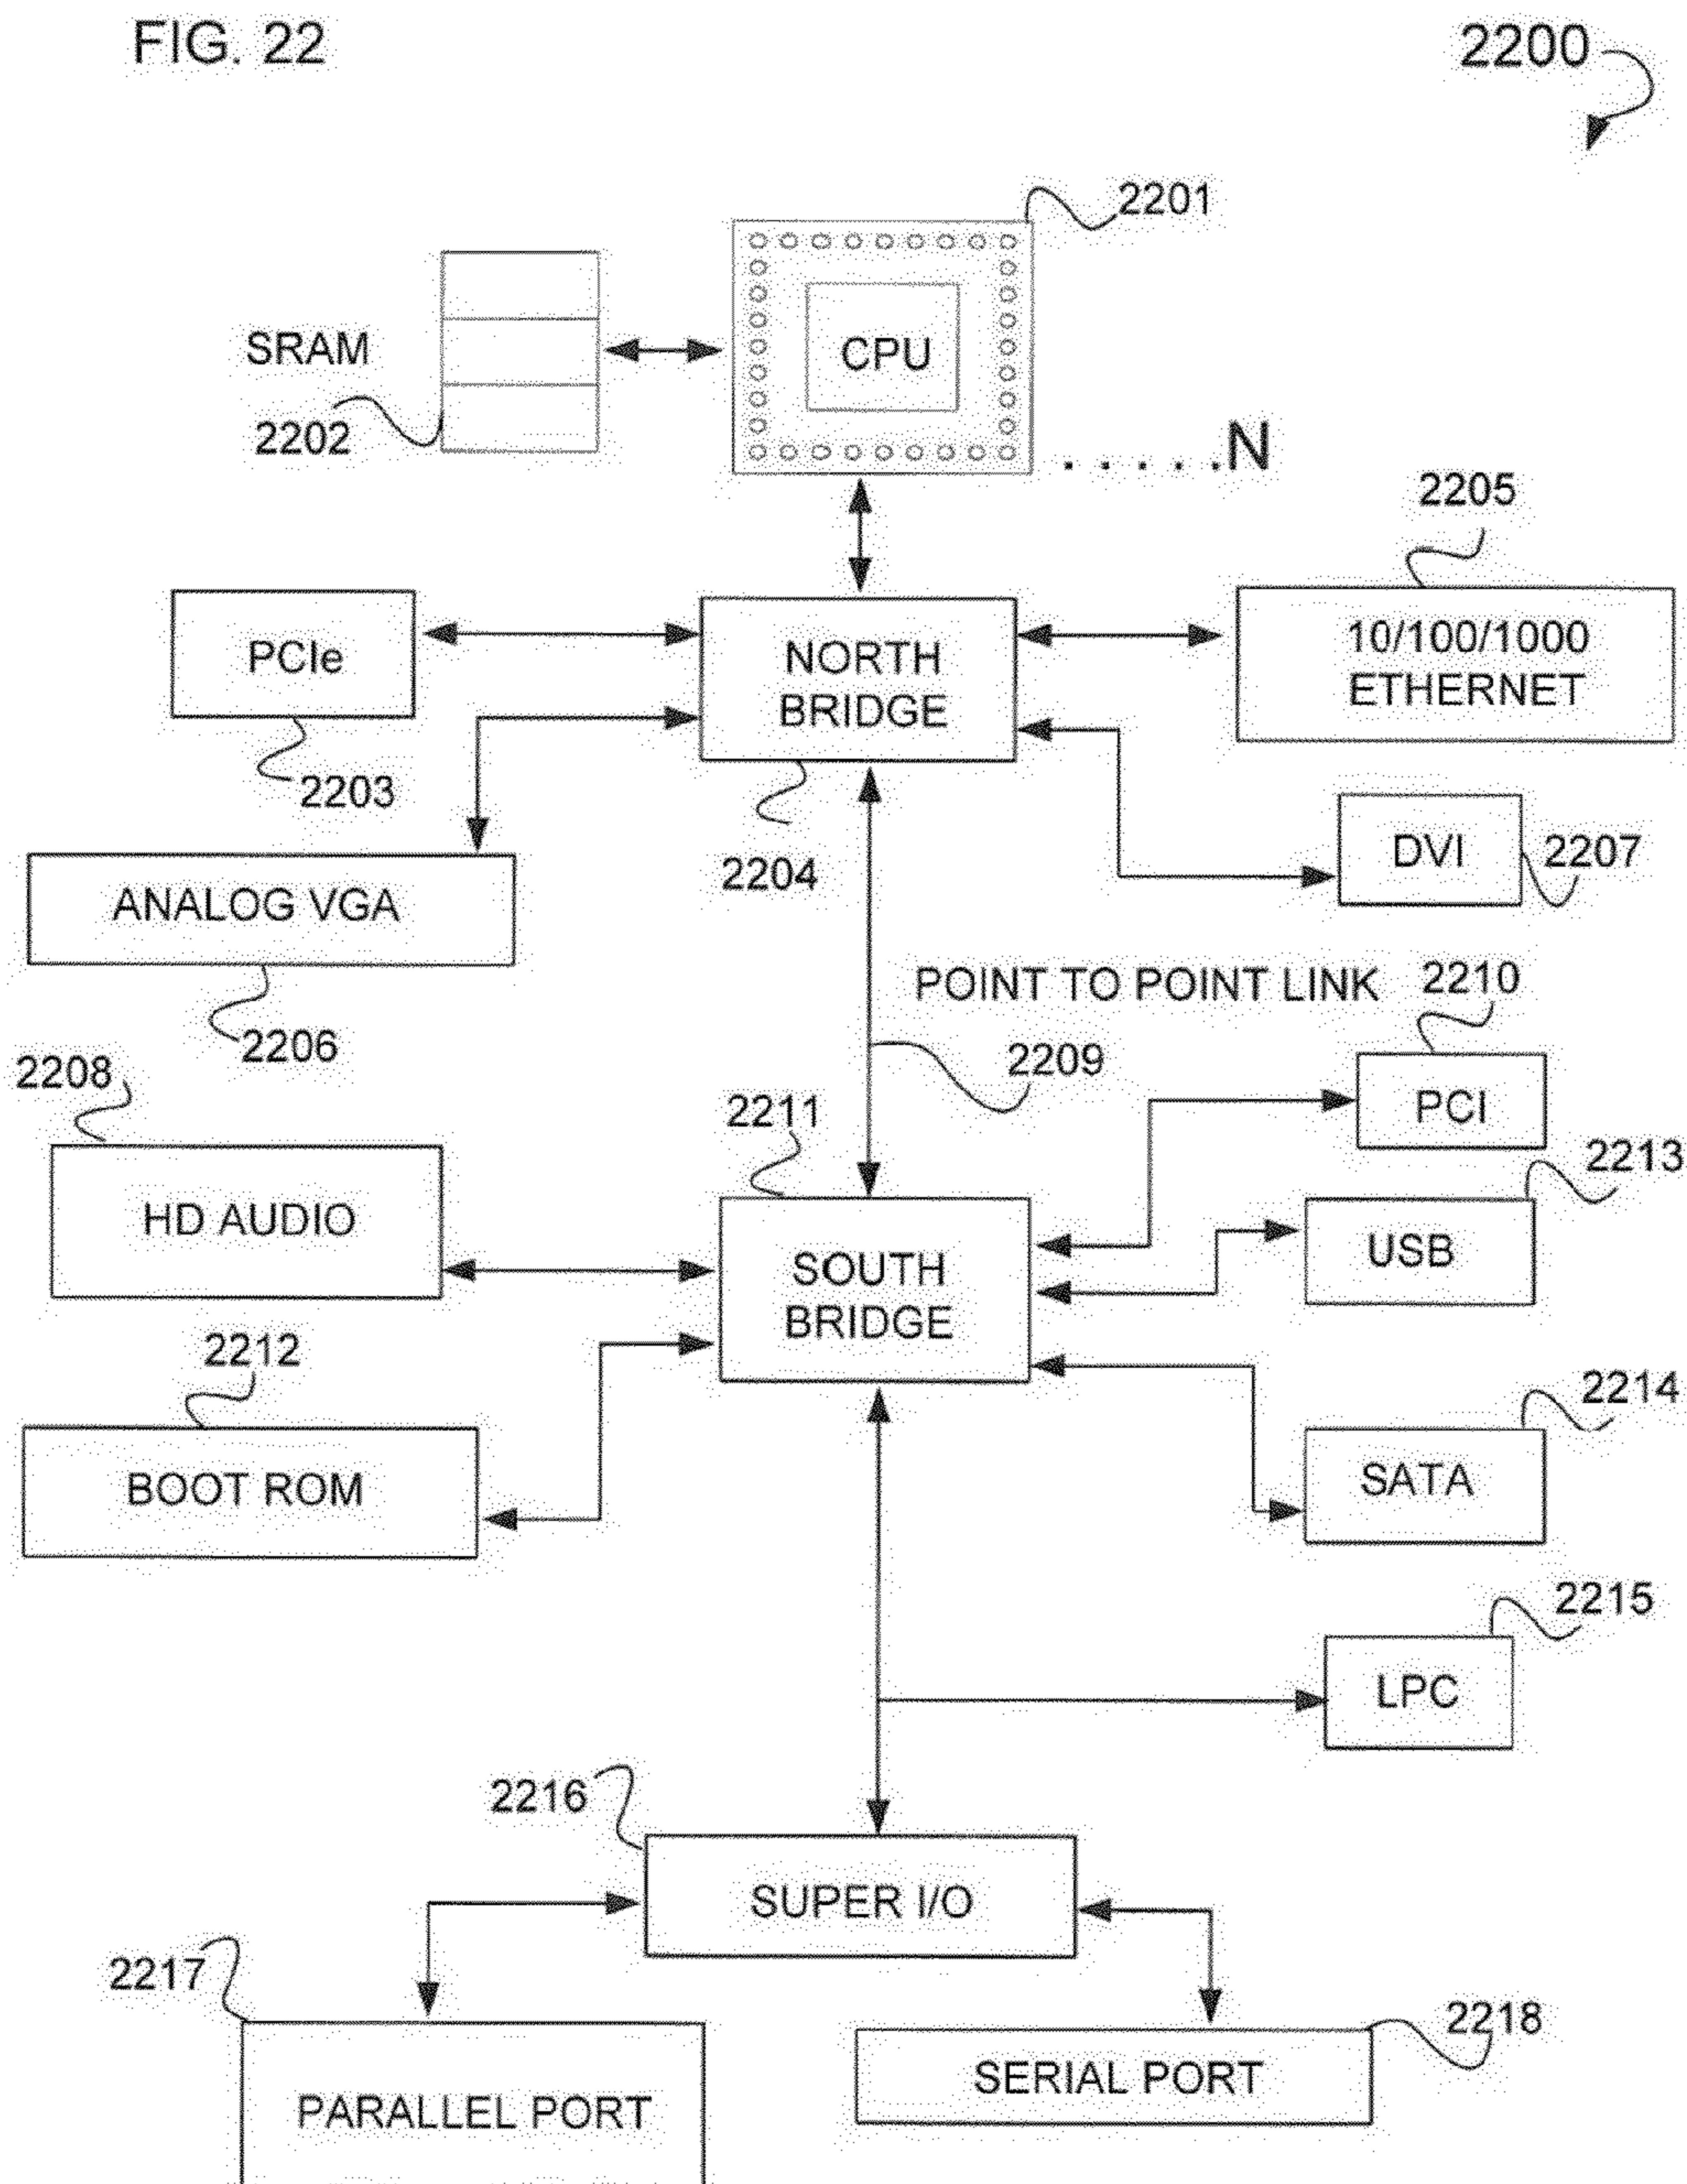 FIG. 22
2200
2201
SRAM
CPU
2202
. . . . .N
2205
PCIe
NORTH
BRIDGE
10/100/1000
ETHERNET
2203
2204
DVI
2207
ANALOG VGA
2206
POINT TO POINT LINK
2210
2208
2209
2211
PCI
2213
HD AUDIO
SOUTH
BRIDGE
USB
2212
2214
BOOT ROM
SATA
2215
LPC
2216
SUPER I/O
2217
2218
PARALLEL PORT
SERIAL PORT